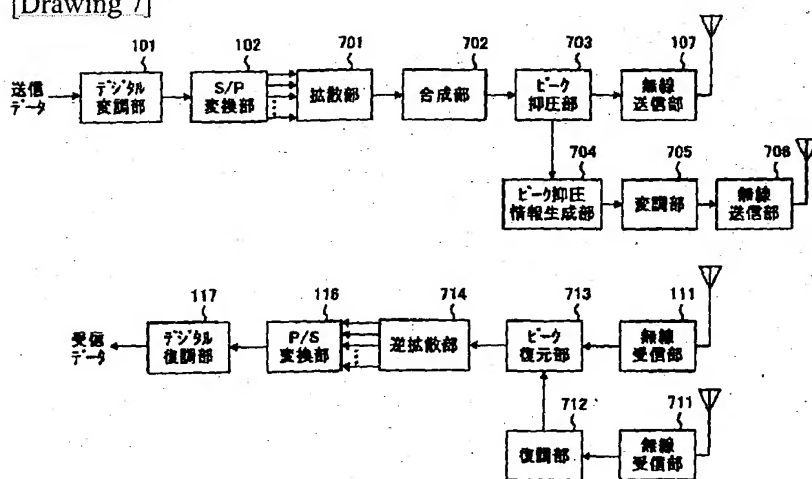 [Drawing 7]
101 102 701 702 703 107
送信
データ
デジタル
変調部
S/P
変換部
拡散部
合成部
ピーク
抑圧部
無線
送信部
704 705 706
ピーク抑圧
情報生成部
変調部
無線
送信部
117 116 714 713 111
受信
データ
デジタル
復調部
P/S
変換部
逆拡散部
ピーク
復元部
無線
受信部
712 711
復調部
無線
受信部